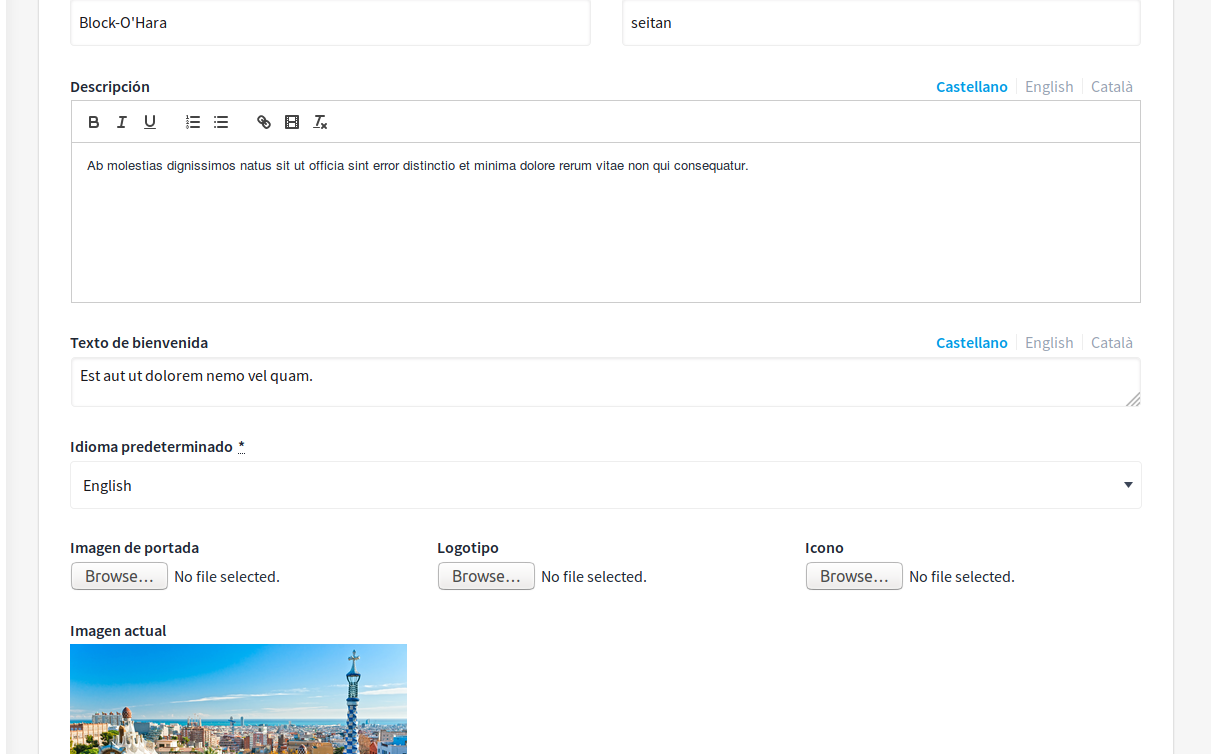 Block-O'Hara seitan
Descripción Castellano English Català
B I U
Ab molestias dignissimos natus sit ut officia sint error distinctio et minima dolore rerum vitae non qui consequatur.
Texto de bienvenida Castellano English Català
Est aut ut dolorem nemo vel quam.
Idioma predeterminado *
English
Imagen de portada Logotipo Icono
Browse... No file selected. Browse... No file selected. Browse... No file selected.
Imagen actual